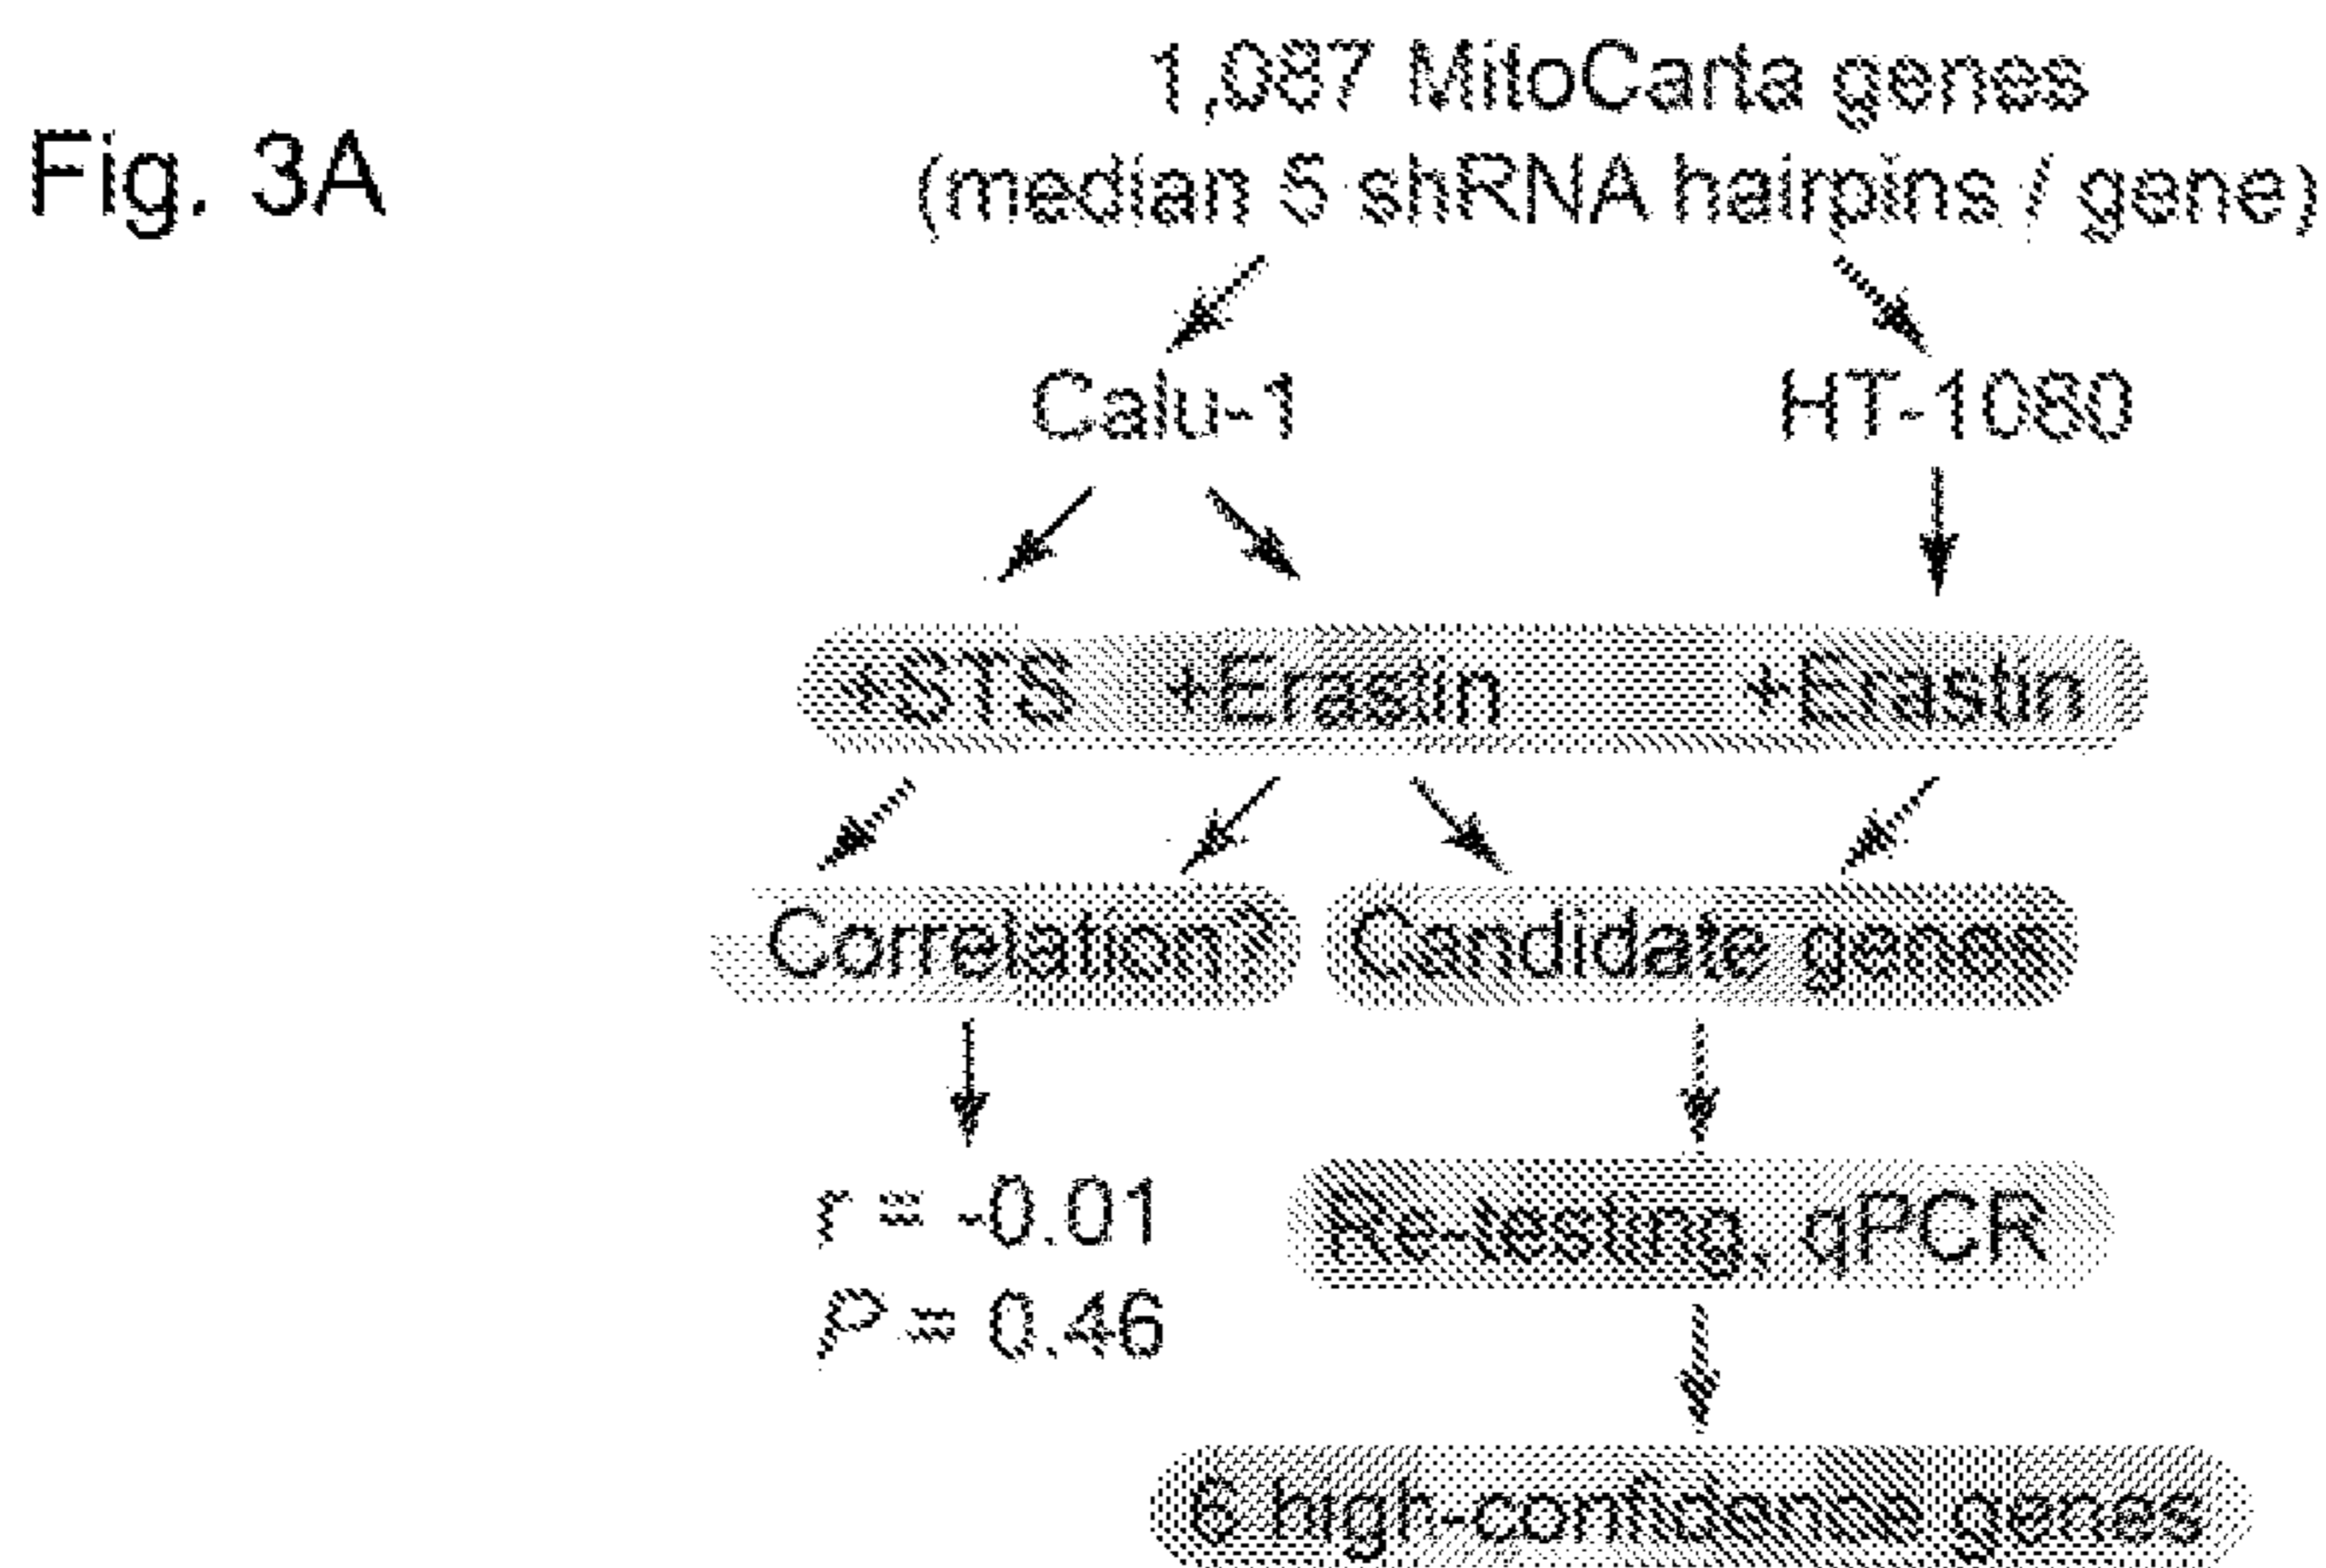 Fig. 3A
1,087 MitoCarta genes
(median 5 shRNA hairpins / gene)
Calu-1
HT-1080
+STS +Erastin +Erastin
Correlation? Candidate genes
r = -0.01
P = 0.46
Re-testing, qPCR
6 high-confidence genes